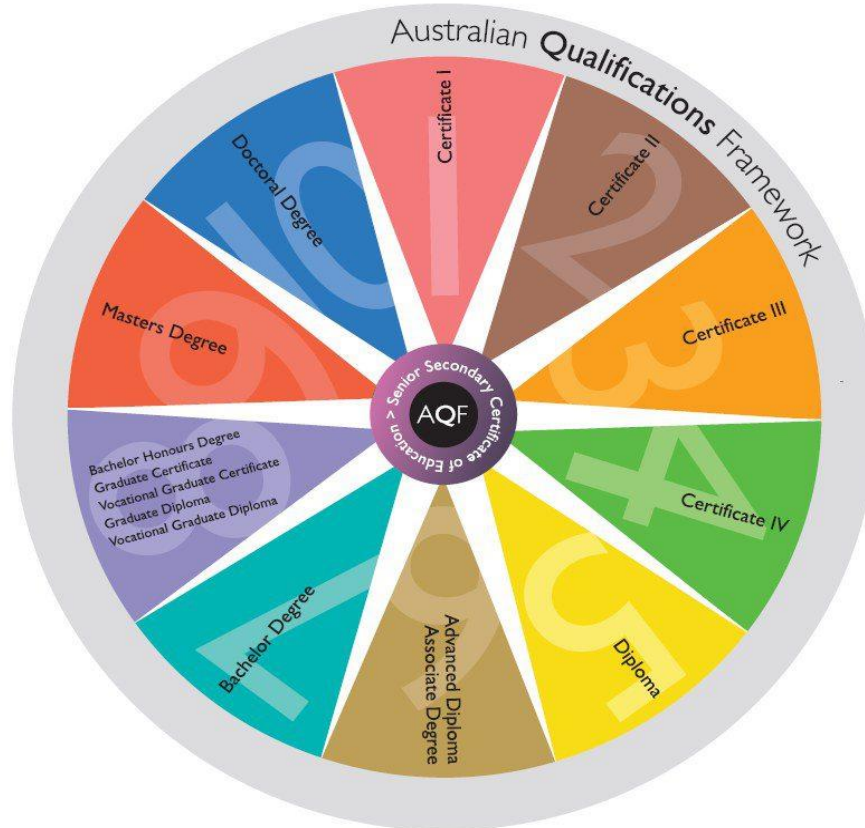 Australian Qualifications Framework
1
Certificate I
2
Certificate II
3
Certificate III
4
Certificate IV
5
Diploma
6
Advanced Diploma
Associate Degree
7
Bachelor Degree
8
Bachelor Honours Degree
Graduate Certificate
Vocational Graduate Certificate
Graduate Diploma
Vocational Graduate Diploma
9
Masters Degree
10
Doctoral Degree
Senior Secondary Certificate of Education >
AQF